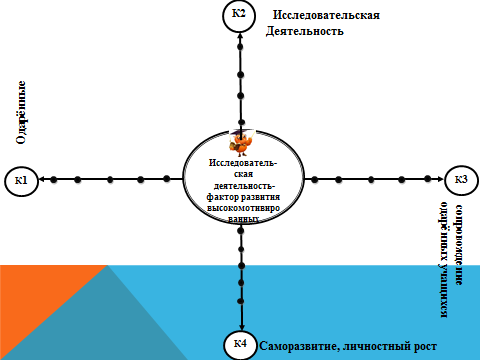 К2
Исследовательская
Деятельность
Одарённые
К1
Исследователь-
ская
деятельность-
фактор развития
высокомотивиро
ванных
К3
сопровождение
одарённых учащихся
К4
Саморазвитие, личностный рост